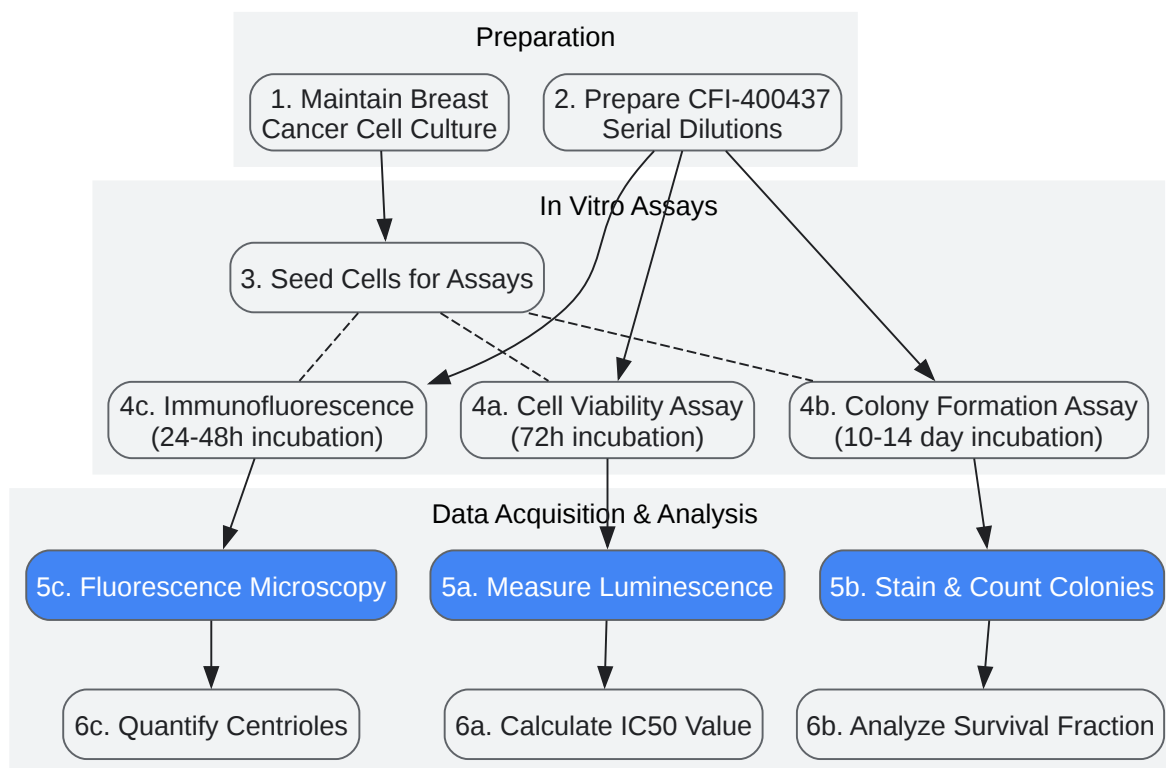 Preparation
1. Maintain Breast
Cancer Cell Culture
2. Prepare CFI-400437
Serial Dilutions
In Vitro Assays
3. Seed Cells for Assays
4c. Immunofluorescence
(24-48h incubation)
4a. Cell Viability Assay
(72h incubation)
4b. Colony Formation Assay
(10-14 day incubation)
Data Acquisition & Analysis
5c. Fluorescence Microscopy
5a. Measure Luminescence
5b. Stain & Count Colonies
6c. Quantify Centrioles
6a. Calculate IC50 Value
6b. Analyze Survival Fraction